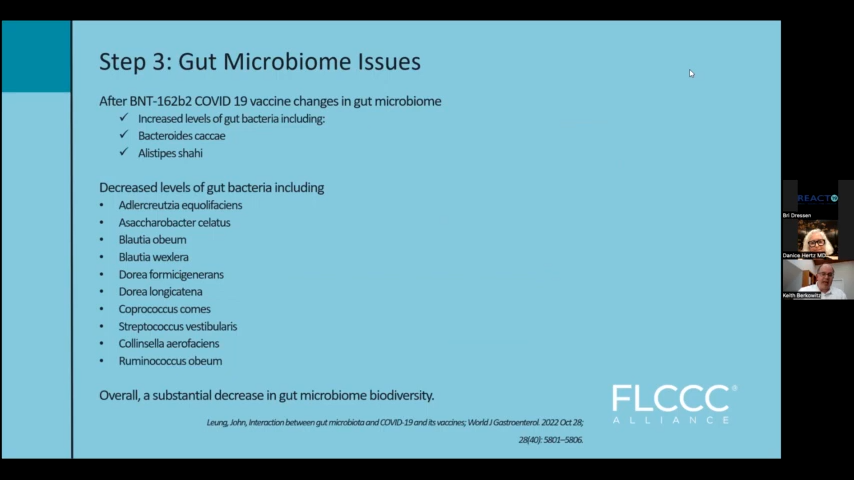 Step 3: Gut Microbiome Issues
After BNT-162b2 COVID 19 vaccine changes in gut microbiome
✓ Increased levels of gut bacteria including:
✓ Bacteroides caccae
✓ Alistipes shahi
Decreased levels of gut bacteria including
• Adlercreutzia equolifaciens
• Asaccharobacter celatus
• Blautia obeum
• Blautia wexlera
• Dorea formicigenerans
• Dorea longicatena
• Coprococcus comes
• Streptococcus vestibularis
• Collinsella aerofaciens
• Ruminococcus obeum
Overall, a substantial decrease in gut microbiome biodiversity.
Leung, John, Interaction between gut microbiota and COVID-19 and its vaccines; World J Gastroenterol. 2022 Oct 28;
28(40): 5801–5806.
FLCCC®
ALLIANCE
REACT19
Bri Dressen
Danice Hertz MD
Keith Berkowitz